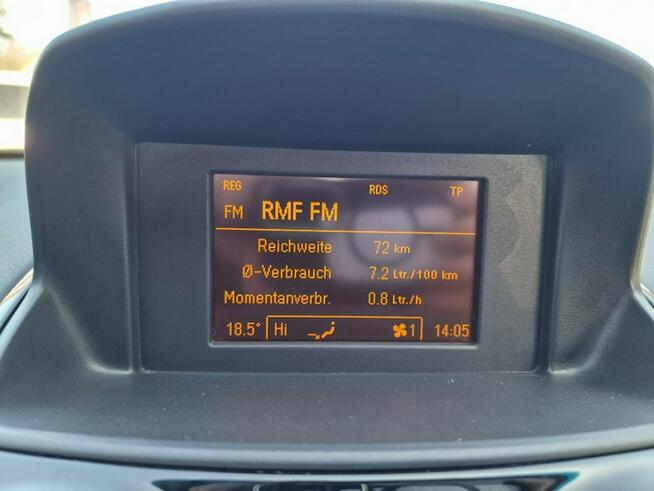 REG RDS TP
FM RMF FM
Reichweite 72 km
Ø-Verbrauch 7.2 Ltr./100 km
Momentanverbr. 0.8 Ltr./h
18.5° Hi 1 14:05